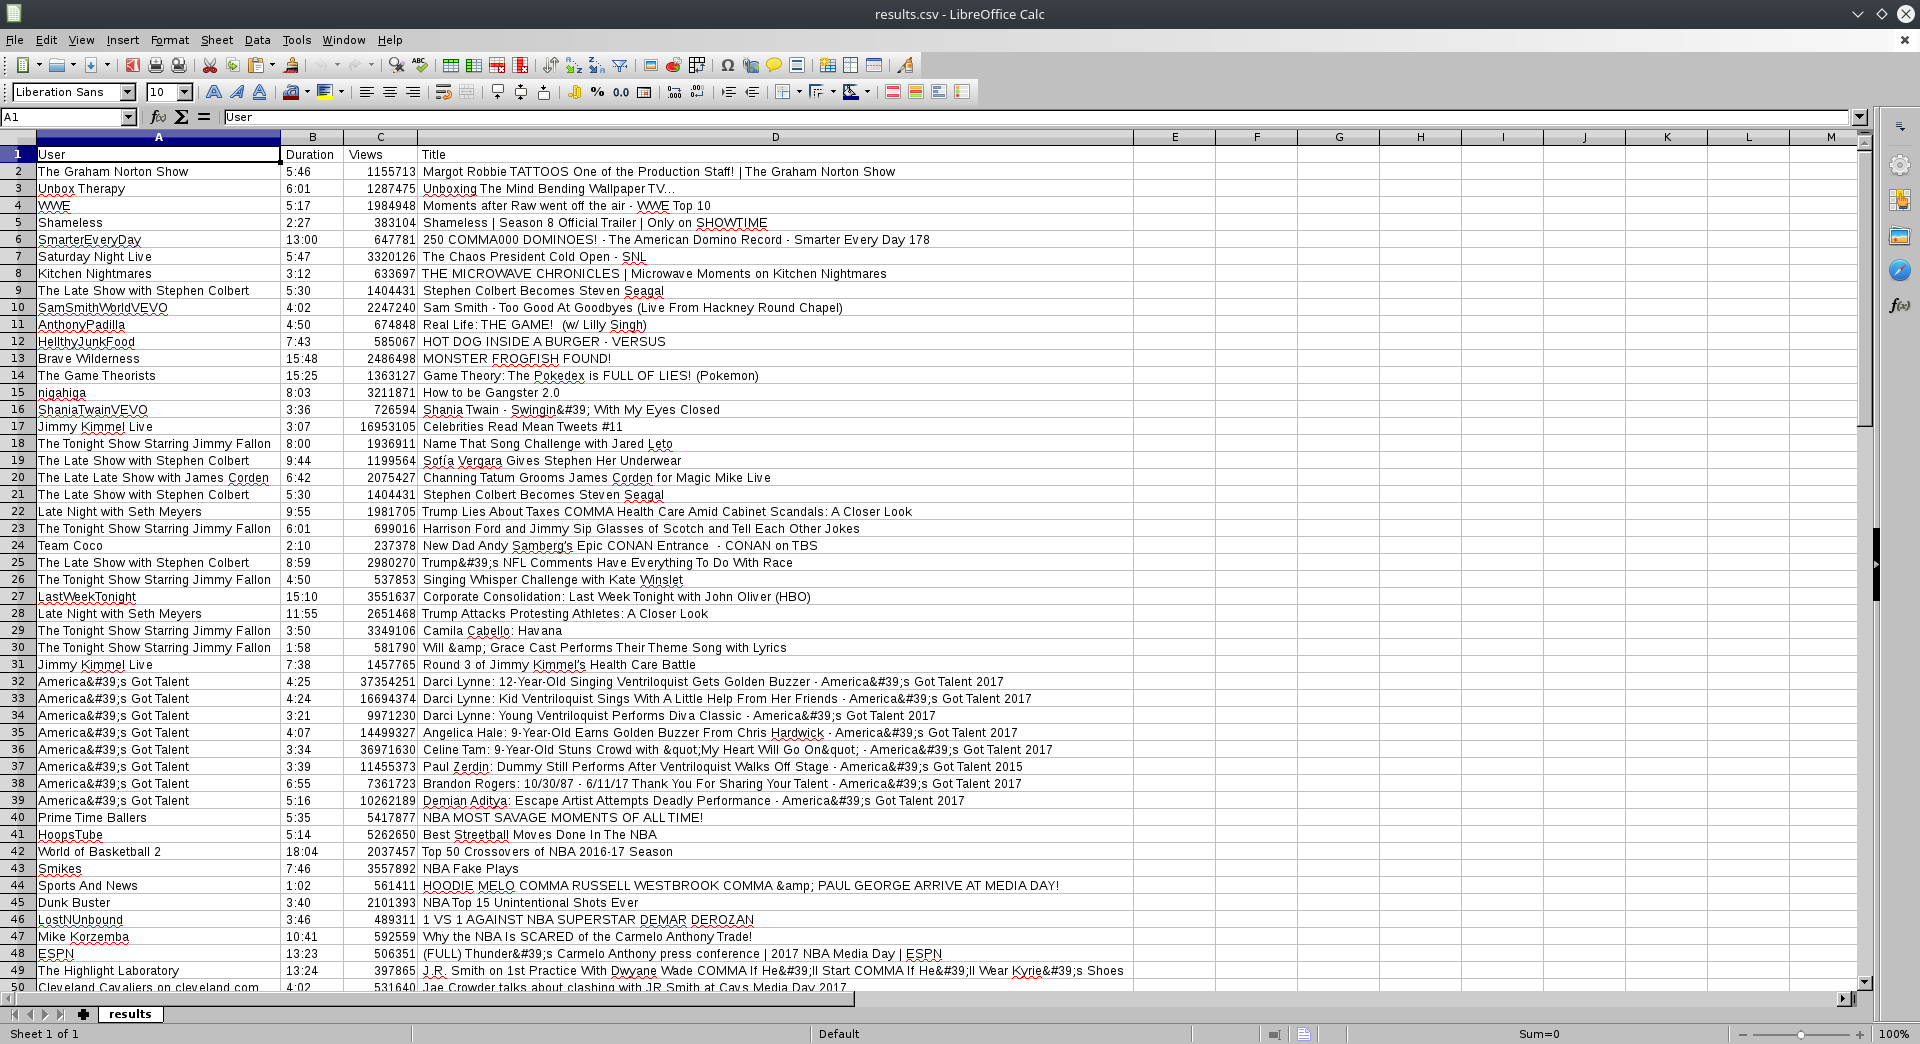 results.csv - LibreOffice Calc
File Edit View Insert Format Sheet Data Tools Window Help
Liberation Sans 10
A1 User
A B C D E F G H I J K L M
1 User Duration Views Title
2 The Graham Norton Show 5:46 1155713 Margot Robbie TATTOOS One of the Production Staff! | The Graham Norton Show
3 Unbox Therapy 6:01 1287475 Unboxing The Mind Bending Wallpaper TV...
4 WWE 5:17 1984948 Moments after Raw went off the air - WWE Top 10
5 Shameless 2:27 383104 Shameless | Season 8 Official Trailer | Only on SHOWTIME
6 SmarterEveryDay 13:00 647781 250 COMMA000 DOMINOES! - The American Domino Record - Smarter Every Day 178
7 Saturday Night Live 5:47 3320126 The Chaos President Cold Open - SNL
8 Kitchen Nightmares 3:12 633697 THE MICROWAVE CHRONICLES | Microwave Moments on Kitchen Nightmares
9 The Late Show with Stephen Colbert 5:30 1404431 Stephen Colbert Becomes Steven Seagal
10 SamSmithWorldVEVO 4:02 2247240 Sam Smith - Too Good At Goodbyes (Live From Hackney Round Chapel)
11 AnthonyPadilla 4:50 674848 Real Life: THE GAME!  (w/ Lilly Singh)
12 HellthyJunkFood 7:43 585067 HOT DOG INSIDE A BURGER - VERSUS
13 Brave Wilderness 15:48 2486498 MONSTER FROGFISH FOUND!
14 The Game Theorists 15:25 1363127 Game Theory: The Pokedex is FULL OF LIES! (Pokemon)
15 nigahiga 8:03 3211871 How to be Gangster 2.0
16 ShaniaTwainVEVO 3:36 726594 Shania Twain - Swingin&#39; With My Eyes Closed
17 Jimmy Kimmel Live 3:07 16953105 Celebrities Read Mean Tweets #11
18 The Tonight Show Starring Jimmy Fallon 8:00 1936911 Name That Song Challenge with Jared Leto
19 The Late Show with Stephen Colbert 9:44 1199564 Sofía Vergara Gives Stephen Her Underwear
20 The Late Late Show with James Corden 6:42 2075427 Channing Tatum Grooms James Corden for Magic Mike Live
21 The Late Show with Stephen Colbert 5:30 1404431 Stephen Colbert Becomes Steven Seagal
22 Late Night with Seth Meyers 9:55 1981705 Trump Lies About Taxes COMMA Health Care Amid Cabinet Scandals: A Closer Look
23 The Tonight Show Starring Jimmy Fallon 6:01 699016 Harrison Ford and Jimmy Sip Glasses of Scotch and Tell Each Other Jokes
24 Team Coco 2:10 237378 New Dad Andy Samberg's Epic CONAN Entrance  - CONAN on TBS
25 The Late Show with Stephen Colbert 8:59 2980270 Trump&#39;s NFL Comments Have Everything To Do With Race
26 The Tonight Show Starring Jimmy Fallon 4:50 537853 Singing Whisper Challenge with Kate Winslet
27 LastWeekTonight 15:10 3551637 Corporate Consolidation: Last Week Tonight with John Oliver (HBO)
28 Late Night with Seth Meyers 11:55 2651468 Trump Attacks Protesting Athletes: A Closer Look
29 The Tonight Show Starring Jimmy Fallon 3:50 3349106 Camila Cabello: Havana
30 The Tonight Show Starring Jimmy Fallon 1:58 581790 Will &amp; Grace Cast Performs Their Theme Song with Lyrics
31 Jimmy Kimmel Live 7:38 1457765 Round 3 of Jimmy Kimmel's Health Care Battle
32 America&#39;s Got Talent 4:25 37354251 Darci Lynne: 12-Year-Old Singing Ventriloquist Gets Golden Buzzer - America&#39;s Got Talent 2017
33 America&#39;s Got Talent 4:24 16694374 Darci Lynne: Kid Ventriloquist Sings With A Little Help From Her Friends - America&#39;s Got Talent 2017
34 America&#39;s Got Talent 3:21 9971230 Darci Lynne: Young Ventriloquist Performs Diva Classic - America&#39;s Got Talent 2017
35 America&#39;s Got Talent 4:07 14499327 Angelica Hale: 9-Year-Old Earns Golden Buzzer From Chris Hardwick - America&#39;s Got Talent 2017
36 America&#39;s Got Talent 3:34 36971630 Celine Tam: 9-Year-Old Stuns Crowd with &quot;My Heart Will Go On&quot; - America&#39;s Got Talent 2017
37 America&#39;s Got Talent 3:39 11455373 Paul Zerdin: Dummy Still Performs After Ventriloquist Walks Off Stage - America&#39;s Got Talent 2015
38 America&#39;s Got Talent 6:55 7361723 Brandon Rogers: 10/30/87 - 6/11/17 Thank You For Sharing Your Talent - America&#39;s Got Talent 2017
39 America&#39;s Got Talent 5:16 10262189 Demian Aditya: Escape Artist Attempts Deadly Performance - America&#39;s Got Talent 2017
40 Prime Time Ballers 5:35 5417877 NBA MOST SAVAGE MOMENTS OF ALL TIME!
41 HoopsTube 5:14 5262650 Best Streetball Moves Done In The NBA
42 World of Basketball 2 18:04 2037457 Top 50 Crossovers of NBA 2016-17 Season
43 Smikes 7:46 3557892 NBA Fake Plays
44 Sports And News 1:02 561411 HOODIE MELO COMMA RUSSELL WESTBROOK COMMA &amp; PAUL GEORGE ARRIVE AT MEDIA DAY!
45 Dunk Buster 3:40 2101393 NBA Top 15 Unintentional Shots Ever
46 LostNUnbound 3:46 489311 1 VS 1 AGAINST NBA SUPERSTAR DEMAR DEROZAN
47 Mike Korzemba 10:41 592559 Why the NBA Is SCARED of the Carmelo Anthony Trade!
48 ESPN 13:23 506351 (FULL) Thunder&#39;s Carmelo Anthony press conference | 2017 NBA Media Day | ESPN
49 The Highlight Laboratory 13:24 397865 J.R. Smith on 1st Practice With Dwyane Wade COMMA If He&#39;ll Start COMMA If He&#39;ll Wear Kyrie&#39;s Shoes
50 Cleveland Cavaliers on cleveland.com 4:02 531640 Jae Crowder talks about clashing with JR Smith at Cavs Media Day 2017
results
Sheet 1 of 1 Default Sum=0 100%